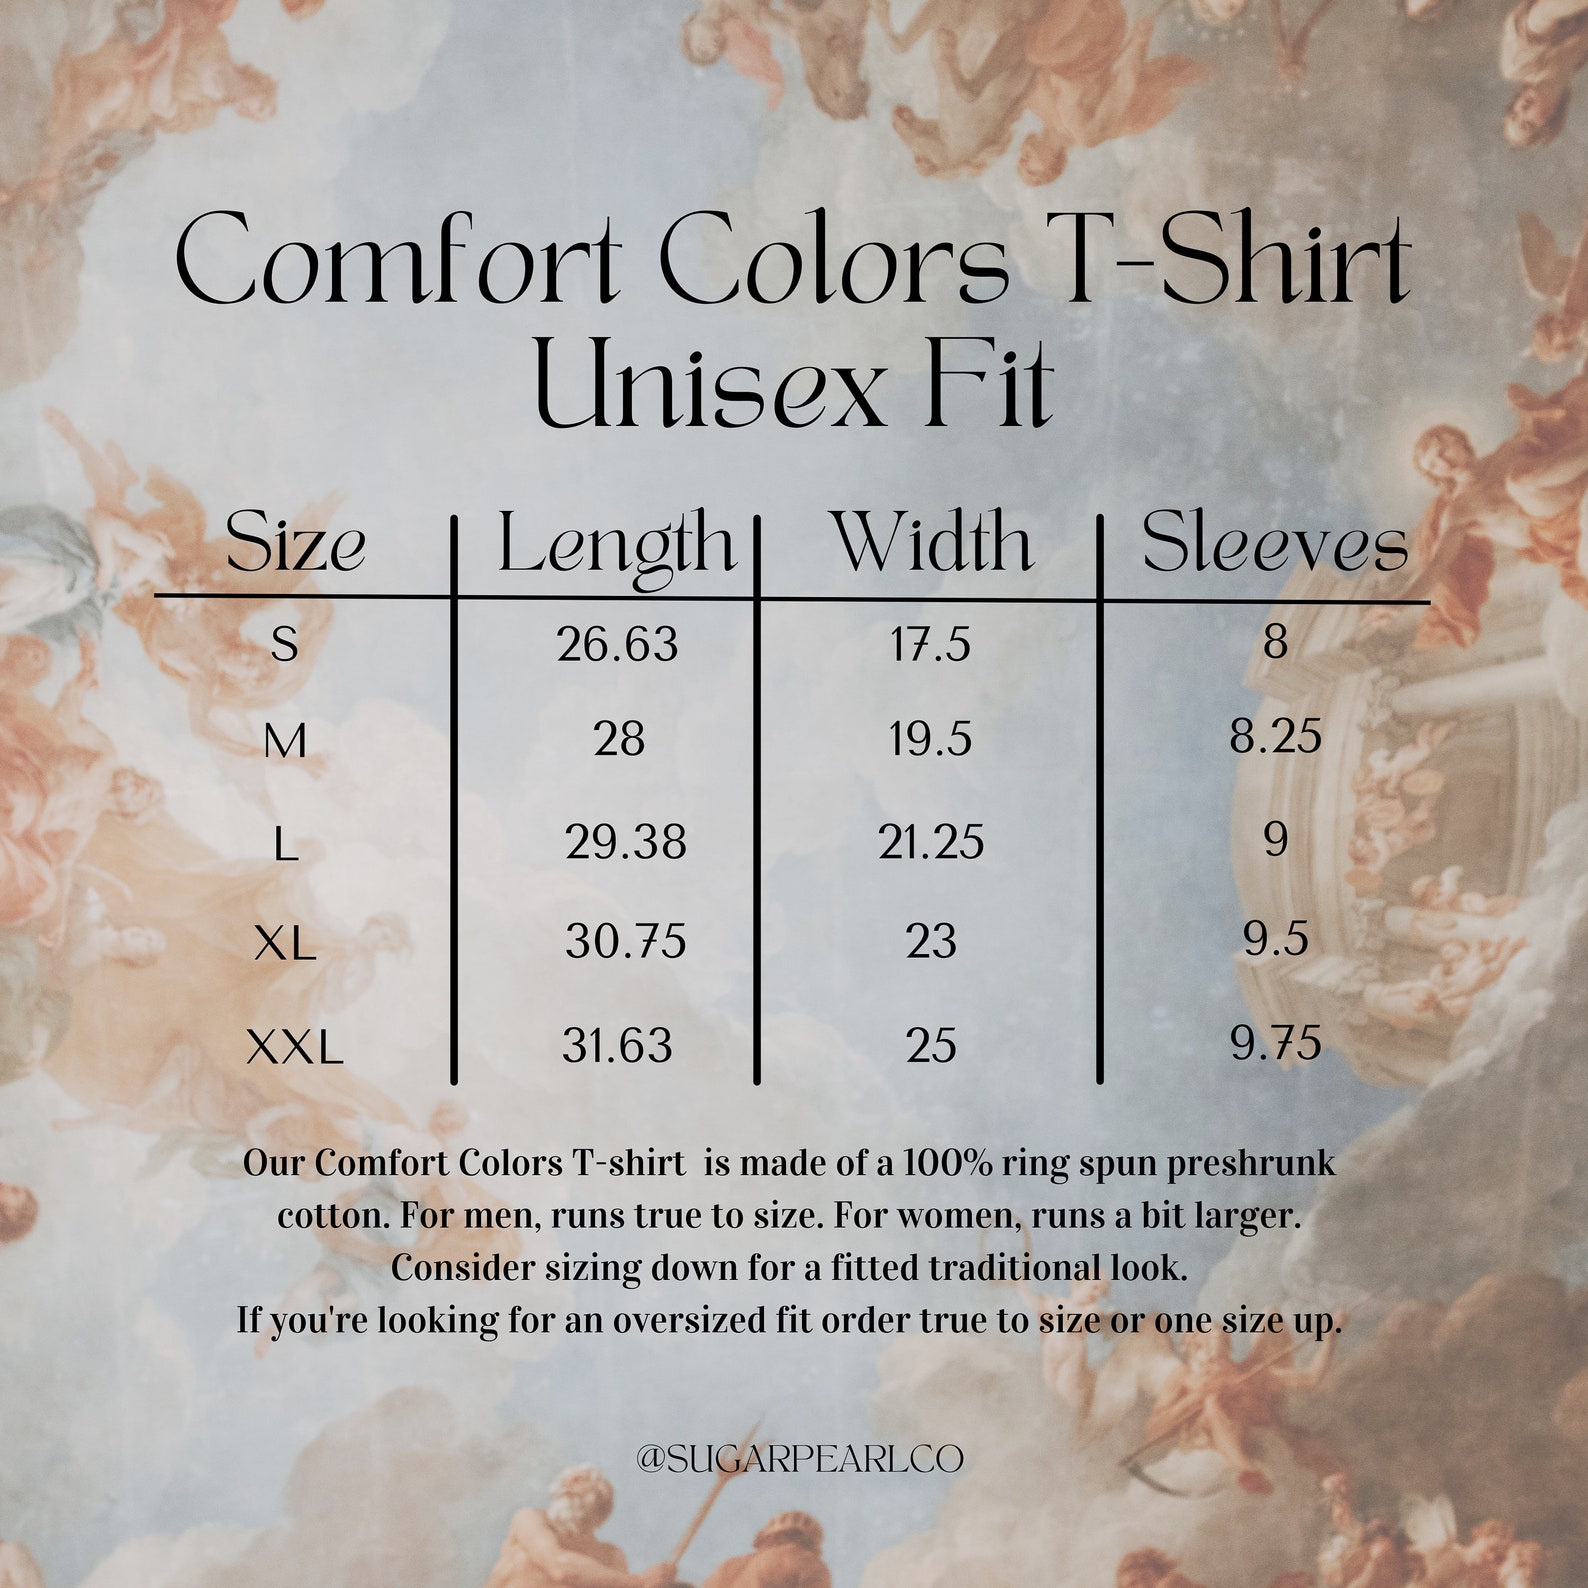 Comfort Colors T-Shirt
Unisex Fit
Size Length Width Sleeves
S 26.63 17.5 8
M 28 19.5 8.25
L 29.38 21.25 9
XL 30.75 23 9.5
XXL 31.63 25 9.75
Our Comfort Colors T-shirt is made of a 100% ring spun preshrunk
cotton. For men, runs true to size. For women, runs a bit larger.
Consider sizing down for a fitted traditional look.
If you're looking for an oversized fit order true to size or one size up.
@SUGARPEARLCO